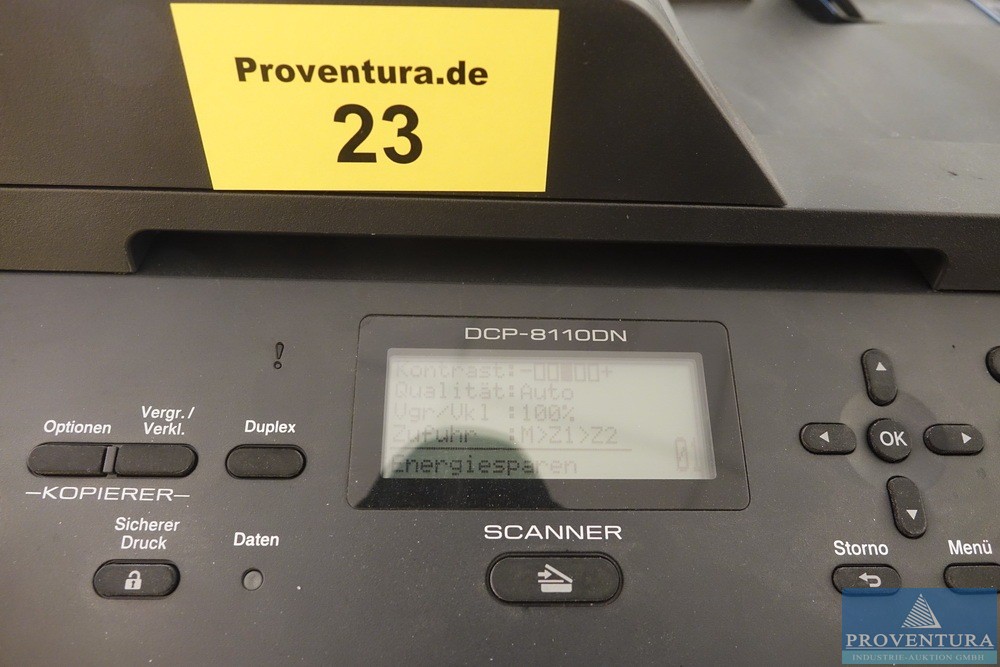 Proventura.de
23
DCP-8110DN
Kontrast:-▯▯▮▯▯+
Qualität:Auto
Vgr/Vkl :100%
Zufuhr :M>Z1>Z2
Energiesparen 01
Optionen
Vergr./
Verkl.
Duplex
–KOPIERER–
Sicherer
Druck
Daten
SCANNER
OK
Storno
Menü
PROVENTURA
INDUSTRIE-AUKTION GMBH